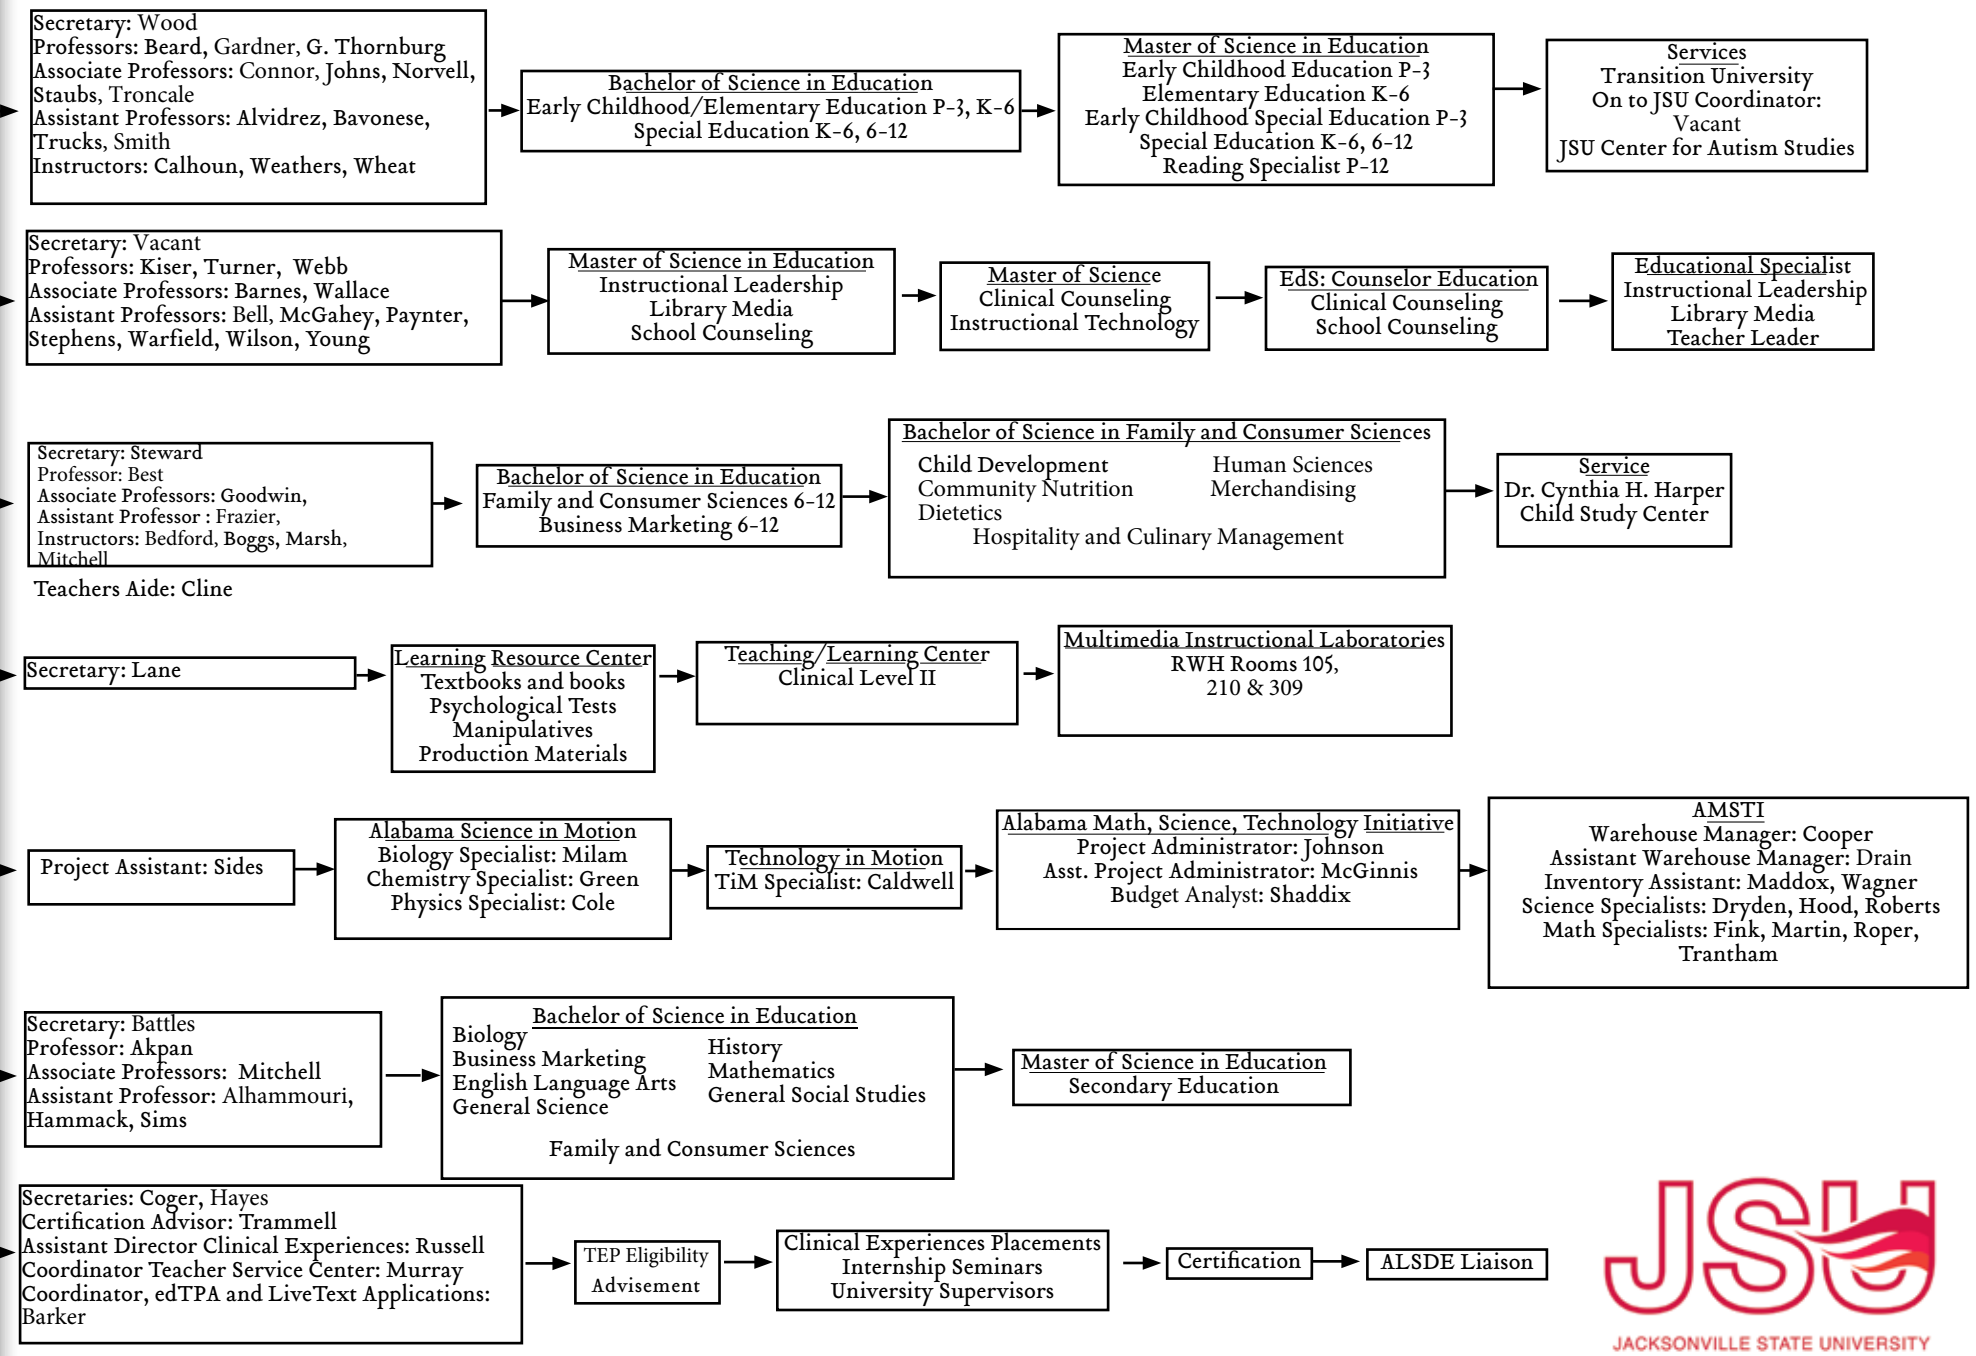 Secretary: Wood
Professors: Beard, Gardner, G. Thornburg
Associate Professors: Connor, Johns, Norvell,
Staubs, Troncale
Assistant Professors: Alvidrez, Bavonese,
Trucks, Smith
Instructors: Calhoun, Weathers, Wheat
Bachelor of Science in Education
Early Childhood/Elementary Education P-3, K-6
Special Education K-6, 6-12
Master of Science in Education
Early Childhood Education P-3
Elementary Education K-6
Early Childhood Special Education P-3
Special Education K-6, 6-12
Reading Specialist P-12
Services
Transition University
On to JSU Coordinator:
Vacant
JSU Center for Autism Studies
Secretary: Vacant
Professors: Kiser, Turner, Webb
Associate Professors: Barnes, Wallace
Assistant Professors: Bell, McGahey, Paynter,
Stephens, Warfield, Wilson, Young
Master of Science in Education
Instructional Leadership
Library Media
School Counseling
Master of Science
Clinical Counseling
Instructional Technology
EdS: Counselor Education
Clinical Counseling
School Counseling
Educational Specialist
Instructional Leadership
Library Media
Teacher Leader
Secretary: Steward
Professor: Best
Associate Professors: Goodwin,
Assistant Professor : Frazier,
Instructors: Bedford, Boggs, Marsh,
Mitchell
Teachers Aide: Cline
Bachelor of Science in Education
Family and Consumer Sciences 6-12
Business Marketing 6-12
Bachelor of Science in Family and Consumer Sciences
Child Development
Community Nutrition
Dietetics
Human Sciences
Merchandising
Hospitality and Culinary Management
Service
Dr. Cynthia H. Harper
Child Study Center
Secretary: Lane
Learning Resource Center
Textbooks and books
Psychological Tests
Manipulatives
Production Materials
Teaching/Learning Center
Clinical Level II
Multimedia Instructional Laboratories
RWH Rooms 105,
210 & 309
Project Assistant: Sides
Alabama Science in Motion
Biology Specialist: Milam
Chemistry Specialist: Green
Physics Specialist: Cole
Technology in Motion
TiM Specialist: Caldwell
Alabama Math, Science, Technology Initiative
Project Administrator: Johnson
Asst. Project Administrator: McGinnis
Budget Analyst: Shaddix
AMSTI
Warehouse Manager: Cooper
Assistant Warehouse Manager: Drain
Inventory Assistant: Maddox, Wagner
Science Specialists: Dryden, Hood, Roberts
Math Specialists: Fink, Martin, Roper,
Trantham
Secretary: Battles
Professor: Akpan
Associate Professors: Mitchell
Assistant Professor: Alhammouri,
Hammack, Sims
Bachelor of Science in Education
Biology
Business Marketing
English Language Arts
General Science
History
Mathematics
General Social Studies
Family and Consumer Sciences
Master of Science in Education
Secondary Education
Secretaries: Coger, Hayes
Certification Advisor: Trammell
Assistant Director Clinical Experiences: Russell
Coordinator Teacher Service Center: Murray
Coordinator, edTPA and LiveText Applications:
Barker
TEP Eligibility
Advisement
Clinical Experiences Placements
Internship Seminars
University Supervisors
Certification
ALSDE Liaison
JSU
JACKSONVILLE STATE UNIVERSITY